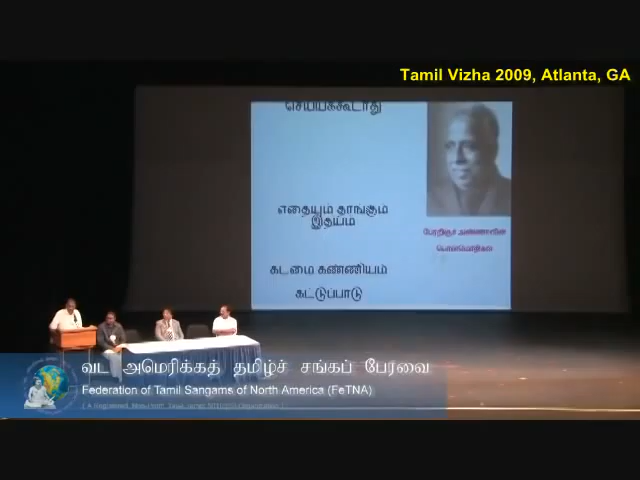 Tamil Vizha 2009, Atlanta, GA
செய்யக்கூடாது
எதையும் தாங்கும்
இதயம்
பேரறிஞர் அண்ணாவின்
பொன்மொழிகள்
கடமை கண்ணியம்
கட்டுப்பாடு
வட அமெரிக்கத் தமிழ்ச் சங்கப் பேரவை
Federation of Tamil Sangams of North America (FeTNA)